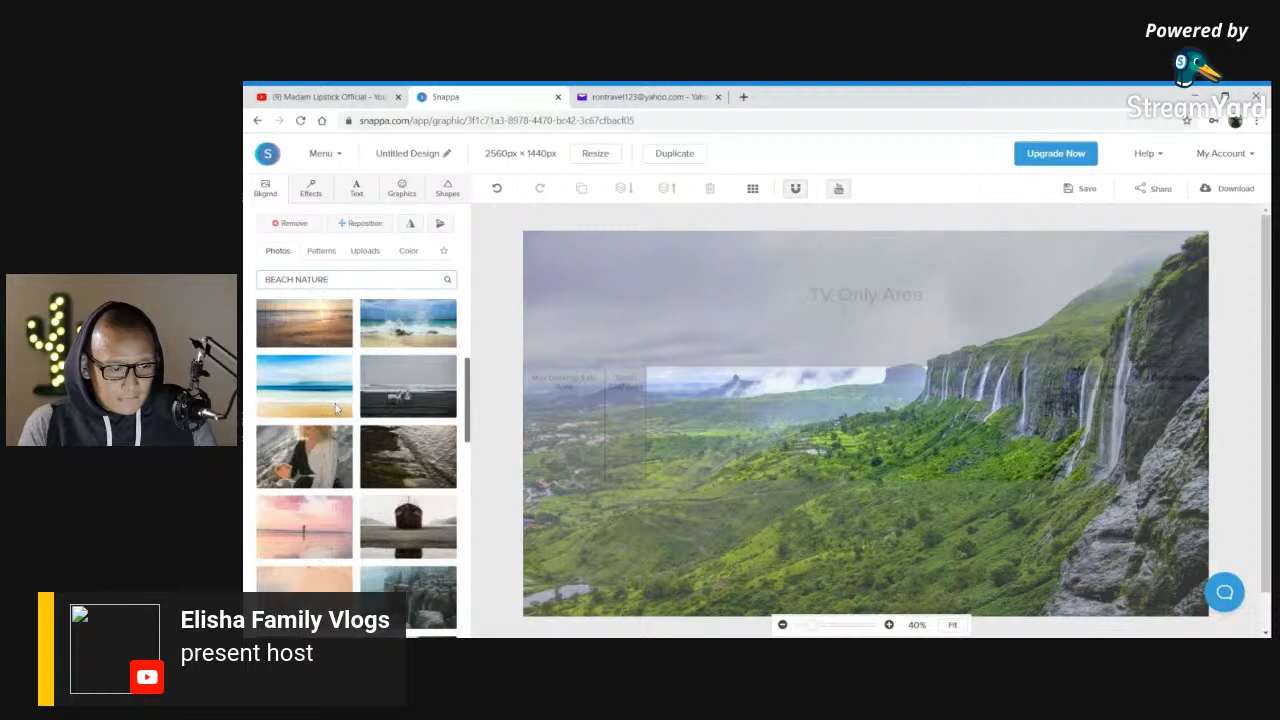 Powered by
StreamYard
(9) Madam Lipstick Official - You
Snappa
rontravel123@yahoo.com - Yaho
snappa.com/app/graphic/3f1c71a3-8978-4470-bc42-3c67cfbacf05
S
Menu
Untitled Design
2560px × 1440px
Resize
Duplicate
Upgrade Now
Help
My Account
Bkgrnd
Effects
Text
Graphics
Shapes
Save
Share
Download
Remove
Reposition
Photos
Patterns
Uploads
Color
BEACH NATURE
TV Only Area
40%
Fit
Elisha Family Vlogs
present host